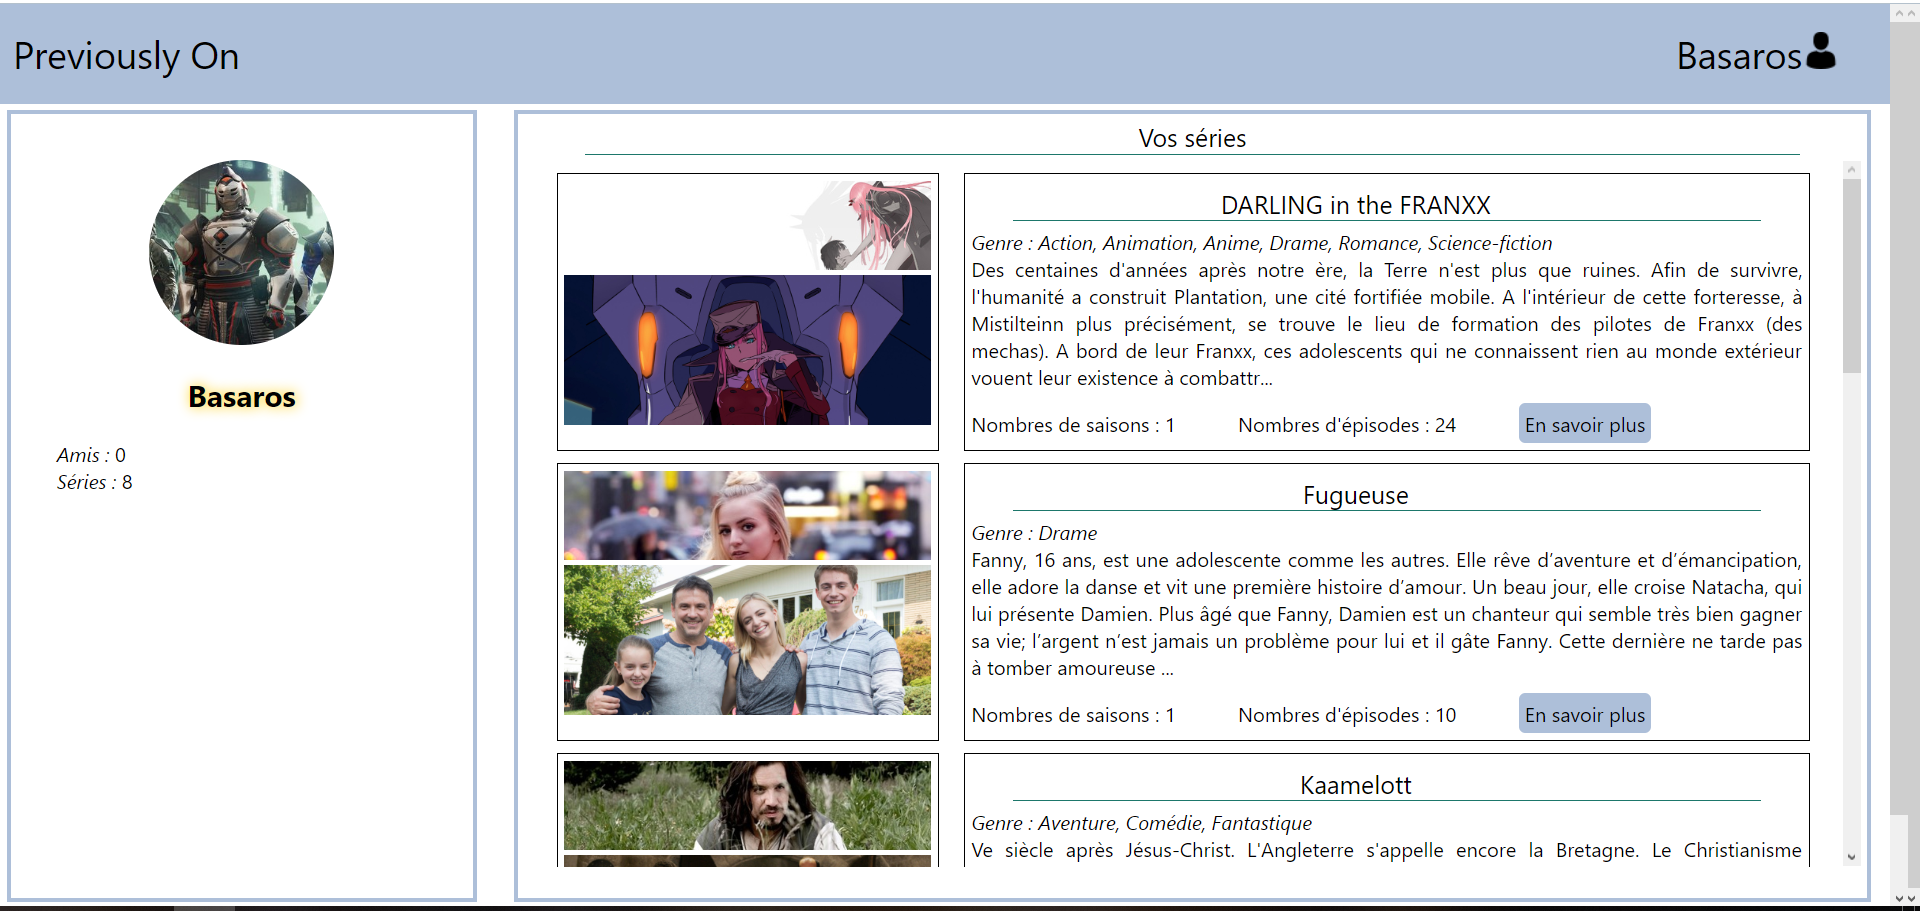 Previously On
Basaros
Basaros
Amis : 0
Séries : 8
Vos séries
DARLING in the FRANXX
Genre : Action, Animation, Anime, Drame, Romance, Science-fiction
Des centaines d'années après notre ère, la Terre n'est plus que ruines. Afin de survivre,
l'humanité a construit Plantation, une cité fortifiée mobile. A l'intérieur de cette forteresse, à
Mistilteinn plus précisément, se trouve le lieu de formation des pilotes de Franxx (des
mechas). A bord de leur Franxx, ces adolescents qui ne connaissent rien au monde extérieur
vouent leur existence à combattr...
Nombres de saisons : 1 Nombres d'épisodes : 24 En savoir plus
Fugueuse
Genre : Drame
Fanny, 16 ans, est une adolescente comme les autres. Elle rêve d’aventure et d’émancipation,
elle adore la danse et vit une première histoire d’amour. Un beau jour, elle croise Natacha, qui
lui présente Damien. Plus âgé que Fanny, Damien est un chanteur qui semble très bien gagner
sa vie; l’argent n’est jamais un problème pour lui et il gâte Fanny. Cette dernière ne tarde pas
à tomber amoureuse ...
Nombres de saisons : 1 Nombres d'épisodes : 10 En savoir plus
Kaamelott
Genre : Aventure, Comédie, Fantastique
Ve siècle après Jésus-Christ. L'Angleterre s'appelle encore la Bretagne. Le Christianisme